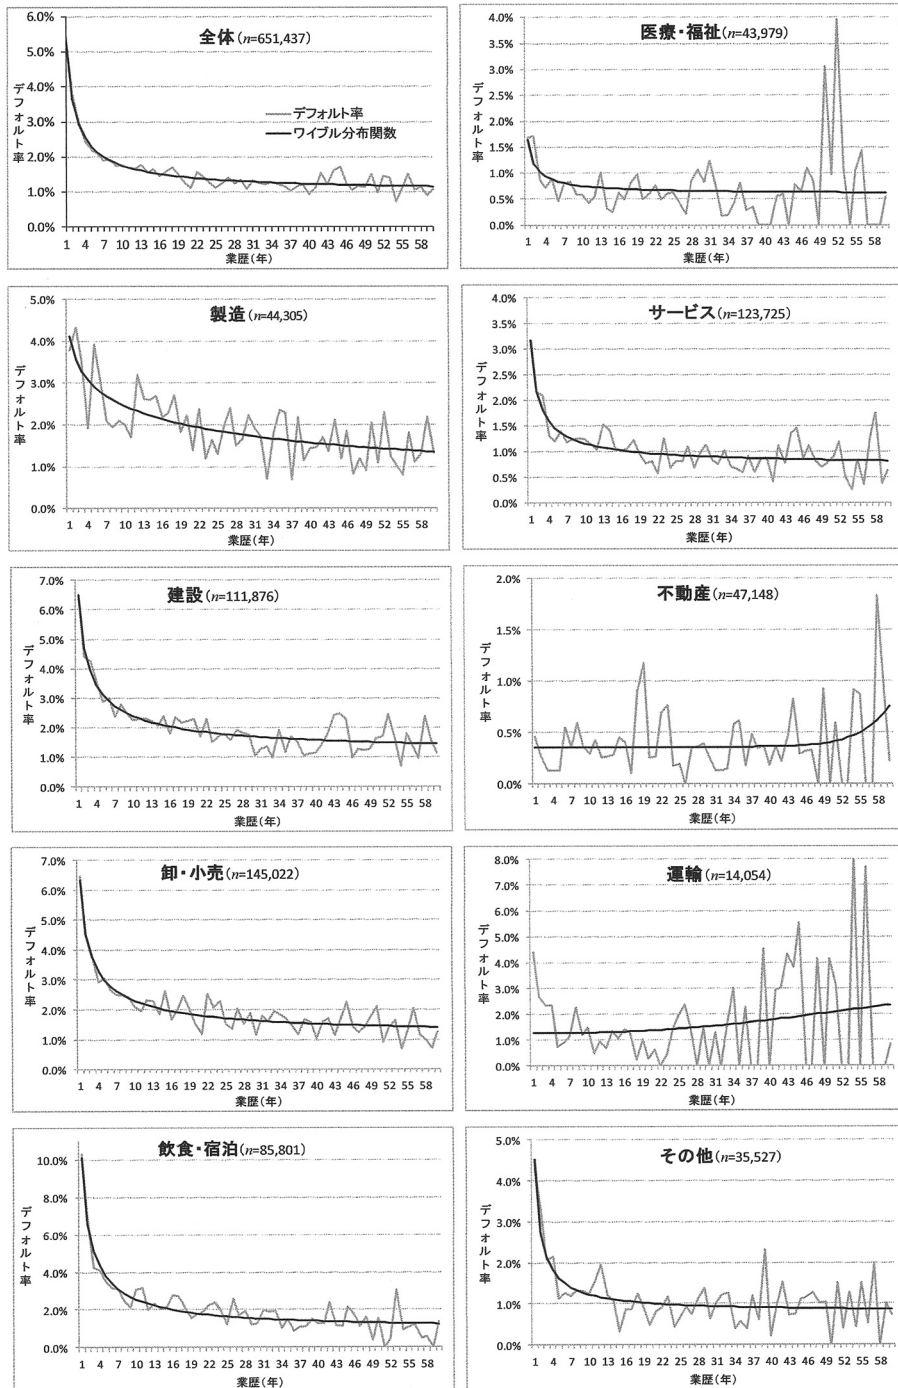 全体(n=651,437)
6.0%
5.0%
4.0%
3.0%
2.0%
1.0%
0.0%
デフォルト率
デフォルト率
ワイブル分布関数
1 4 7 10 13 16 19 22 25 28 31 34 37 40 43 46 49 52 55 58
業歴(年)
医療・福祉(n=43,979)
4.0%
3.5%
3.0%
2.5%
2.0%
1.5%
1.0%
0.5%
0.0%
デフォルト率
1 4 7 10 13 16 19 22 25 28 31 34 37 40 43 46 49 52 55 58
業歴(年)
製造(n=44,305)
5.0%
4.0%
3.0%
2.0%
1.0%
0.0%
デフォルト率
1 4 7 10 13 16 19 22 25 28 31 34 37 40 43 46 49 52 55 58
業歴(年)
サービス(n=123,725)
4.0%
3.5%
3.0%
2.5%
2.0%
1.5%
1.0%
0.5%
0.0%
デフォルト率
1 4 7 10 13 16 19 22 25 28 31 34 37 40 43 46 49 52 55 58
業歴(年)
建設(n=111,876)
7.0%
6.0%
5.0%
4.0%
3.0%
2.0%
1.0%
0.0%
デフォルト率
1 4 7 10 13 16 19 22 25 28 31 34 37 40 43 46 49 52 55 58
業歴(年)
不動産(n=47,148)
2.0%
1.5%
1.0%
0.5%
0.0%
デフォルト率
1 4 7 10 13 16 19 22 25 28 31 34 37 40 43 46 49 52 55 58
業歴(年)
卸・小売(n=145,022)
7.0%
6.0%
5.0%
4.0%
3.0%
2.0%
1.0%
0.0%
デフォルト率
1 4 7 10 13 16 19 22 25 28 31 34 37 40 43 46 49 52 55 58
業歴(年)
運輸(n=14,054)
8.0%
7.0%
6.0%
5.0%
4.0%
3.0%
2.0%
1.0%
0.0%
デフォルト率
1 4 7 10 13 16 19 22 25 28 31 34 37 40 43 46 49 52 55 58
業歴(年)
飲食・宿泊(n=85,801)
10.0%
8.0%
6.0%
4.0%
2.0%
0.0%
デフォルト率
1 4 7 10 13 16 19 22 25 28 31 34 37 40 43 46 49 52 55 58
業歴(年)
その他(n=35,527)
5.0%
4.0%
3.0%
2.0%
1.0%
0.0%
デフォルト率
1 4 7 10 13 16 19 22 25 28 31 34 37 40 43 46 49 52 55 58
業歴(年)